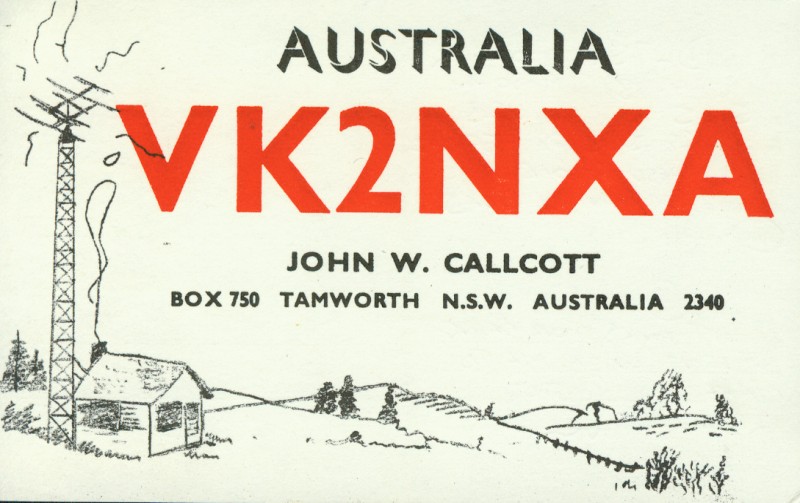 AUSTRALIA
VK2NXA
JOHN W. CALLCOTT
BOX 750 TAMWORTH N.S.W. AUSTRALIA 2340